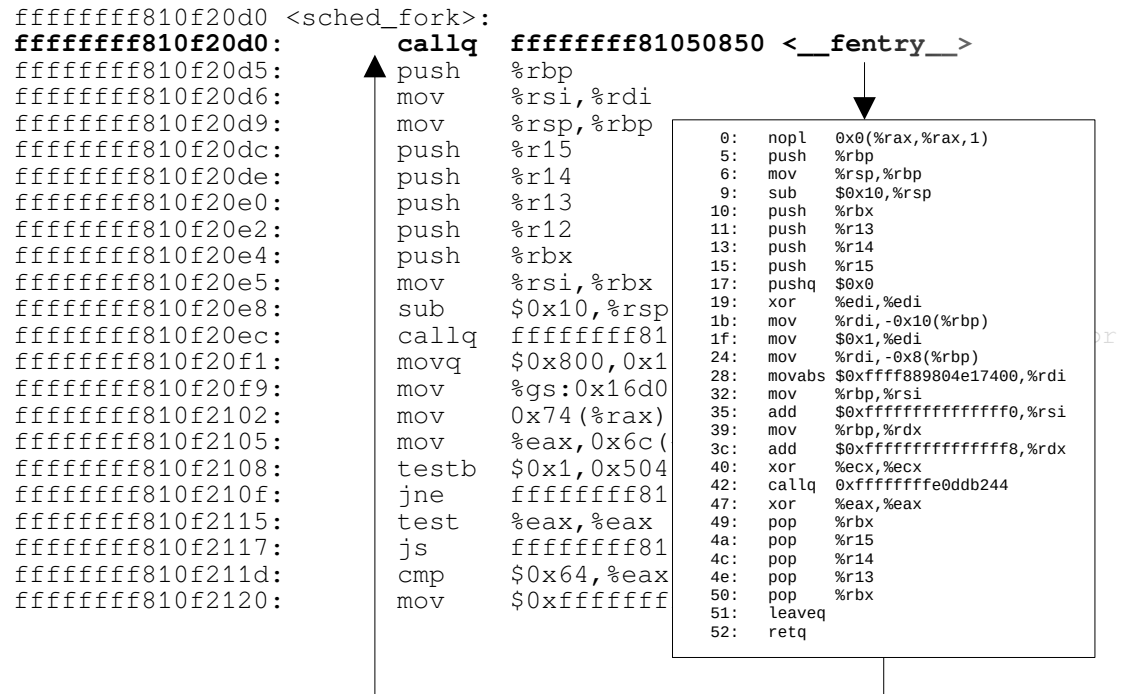 ffffffff810f20d0 <sched_fork>:
ffffffff810f20d0: callq ffffffff81050850 <__fentry__>
ffffffff810f20d5: push %rbp
ffffffff810f20d6: mov %rsi,%rdi
ffffffff810f20d9: mov %rsp,%rbp
ffffffff810f20dc: push %r15
ffffffff810f20de: push %r14
ffffffff810f20e0: push %r13
ffffffff810f20e2: push %r12
ffffffff810f20e4: push %rbx
ffffffff810f20e5: mov %rsi,%rbx
ffffffff810f20e8: sub $0x10,%rsp
ffffffff810f20ec: callq ffffffff81
ffffffff810f20f1: movq $0x800,0x1
ffffffff810f20f9: mov %gs:0x16d0
ffffffff810f2102: mov 0x74(%rax)
ffffffff810f2105: mov %eax,0x6c(
ffffffff810f2108: testb $0x1,0x504
ffffffff810f210f: jne ffffffff81
ffffffff810f2115: test %eax,%eax
ffffffff810f2117: js ffffffff81
ffffffff810f211d: cmp $0x64,%eax
ffffffff810f2120: mov $0xfffffff
0: nopl 0x0(%rax,%rax,1)
5: push %rbp
6: mov %rsp,%rbp
9: sub $0x10,%rsp
10: push %rbx
11: push %r13
13: push %r14
15: push %r15
17: pushq $0x0
19: xor %edi,%edi
1b: mov %rdi,-0x10(%rbp)
1f: mov $0x1,%edi
24: mov %rdi,-0x8(%rbp)
28: movabs $0xffff889804e17400,%rdi
32: mov %rbp,%rsi
35: add $0xfffffffffffffff0,%rsi
39: mov %rbp,%rdx
3c: add $0xfffffffffffffff8,%rdx
40: xor %ecx,%ecx
42: callq 0xffffffffe0ddb244
47: xor %eax,%eax
49: pop %rbx
4a: pop %r15
4c: pop %r14
4e: pop %r13
50: pop %rbx
51: leaveq
52: retq